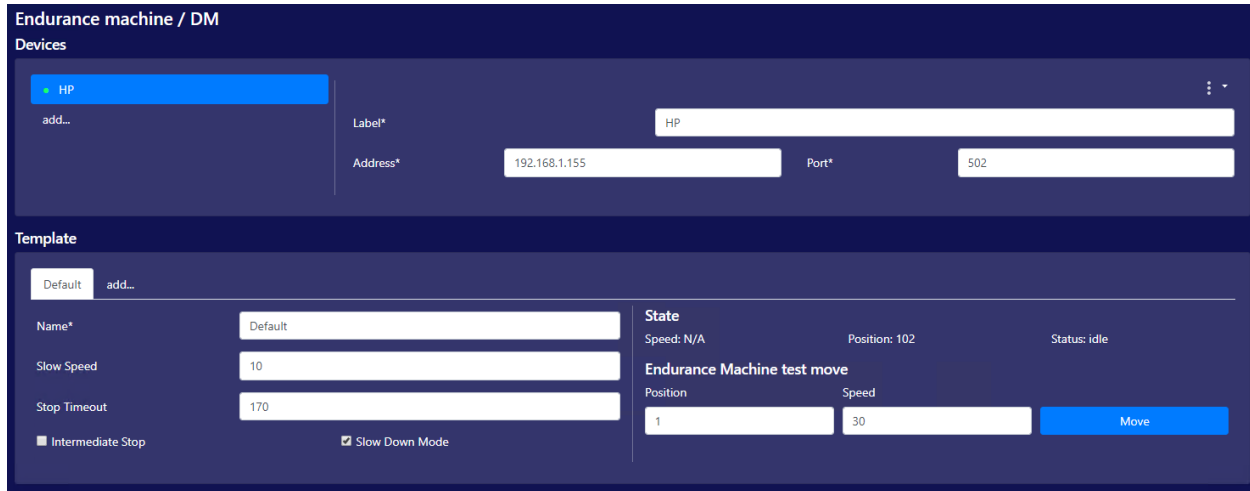 Endurance machine / DM
Devices
HP
add...
Label*
HP
Address*
192.168.1.155
Port*
502
Template
Default
add...
Name*
Default
Slow Speed
10
Stop Timeout
170
Intermediate Stop
Slow Down Mode
State
Speed: N/A
Position: 102
Status: idle
Endurance Machine test move
Position
Speed
1
30
Move